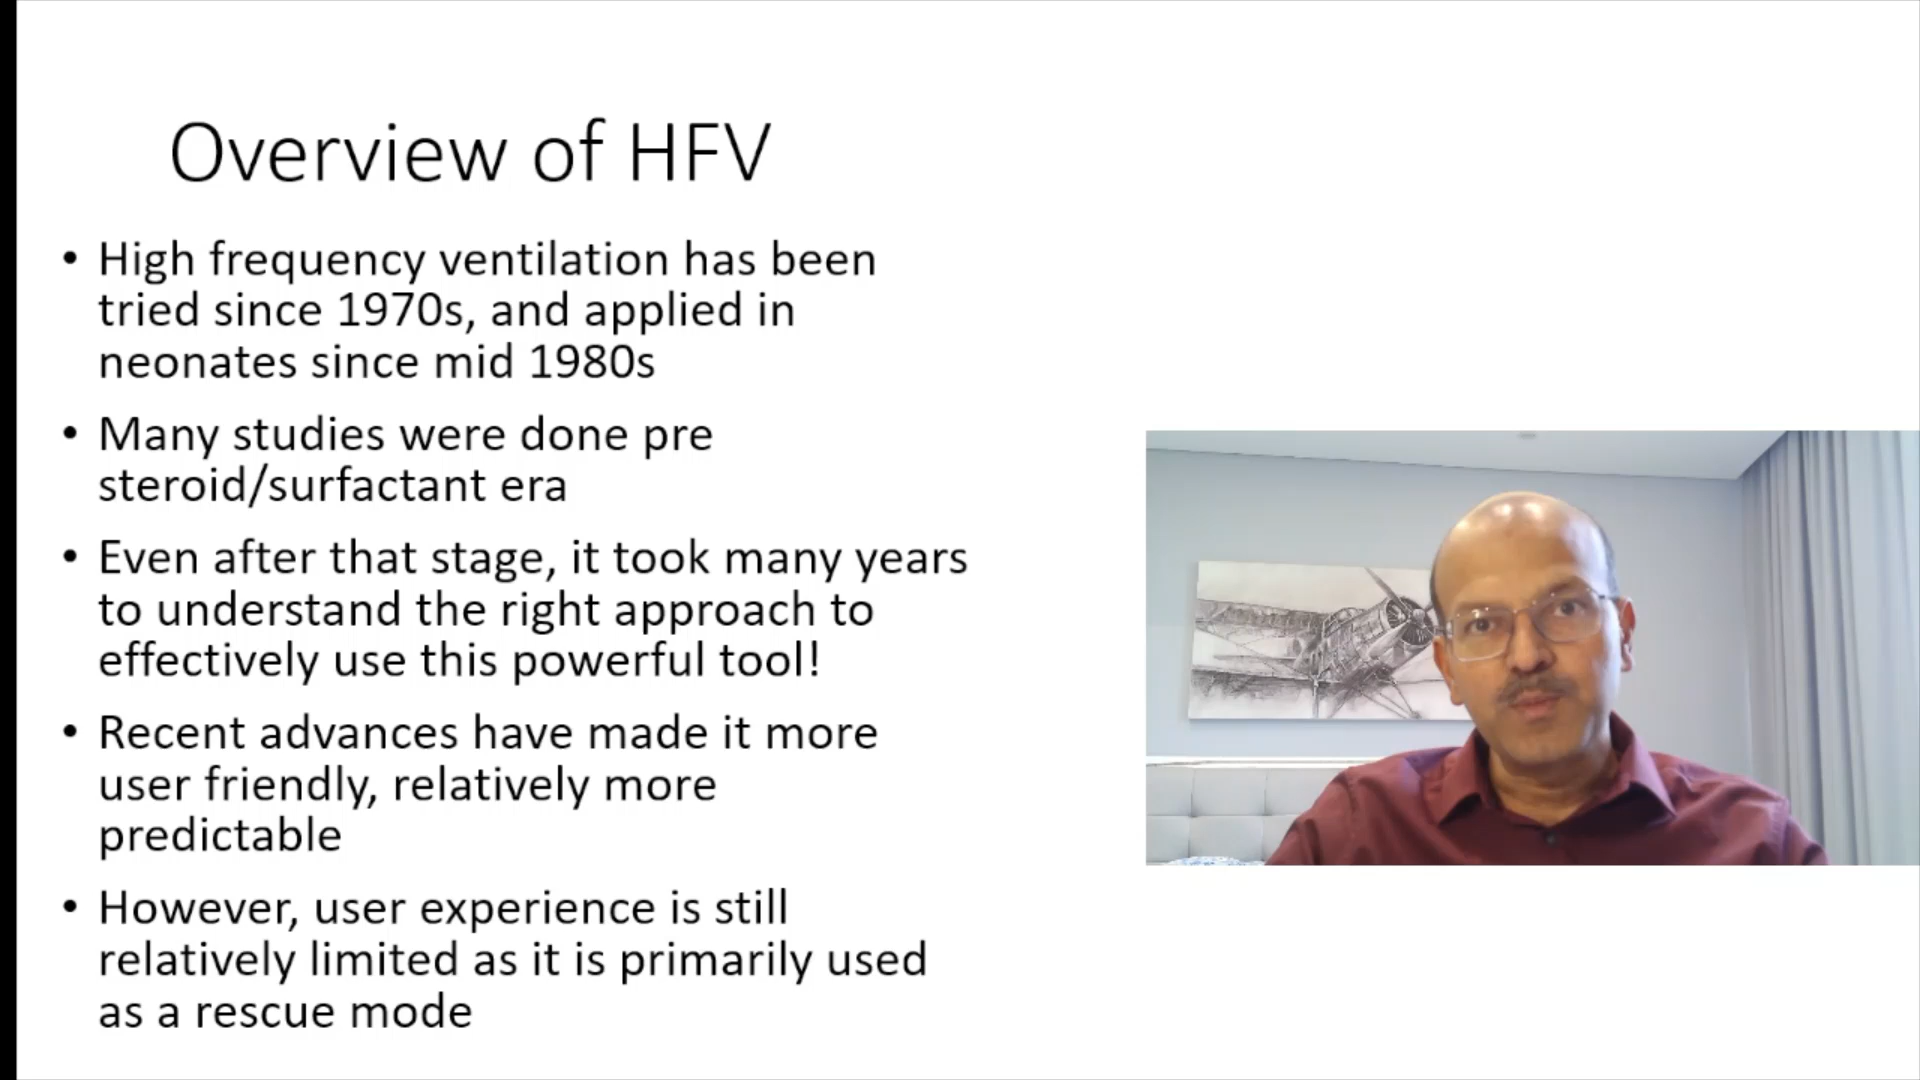 Overview of HFV
• High frequency ventilation has been
tried since 1970s, and applied in
neonates since mid 1980s
• Many studies were done pre
steroid/surfactant era
• Even after that stage, it took many years
to understand the right approach to
effectively use this powerful tool!
• Recent advances have made it more
user friendly, relatively more
predictable
• However, user experience is still
relatively limited as it is primarily used
as a rescue mode